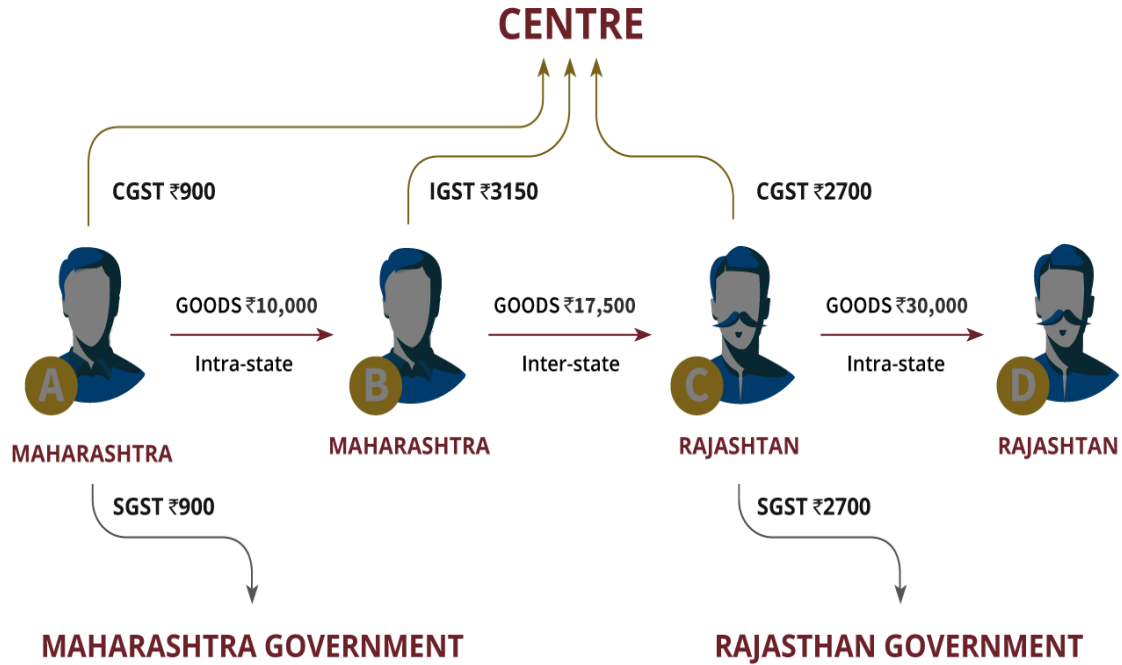 CENTRE
CGST ₹900
IGST ₹3150
CGST ₹2700
GOODS ₹10,000
GOODS ₹17,500
GOODS ₹30,000
Intra-state
Inter-state
Intra-state
A
B
C
D
MAHARASHTRA
MAHARASHTRA
RAJASHTAN
RAJASHTAN
SGST ₹900
SGST ₹2700
MAHARASHTRA GOVERNMENT
RAJASTHAN GOVERNMENT